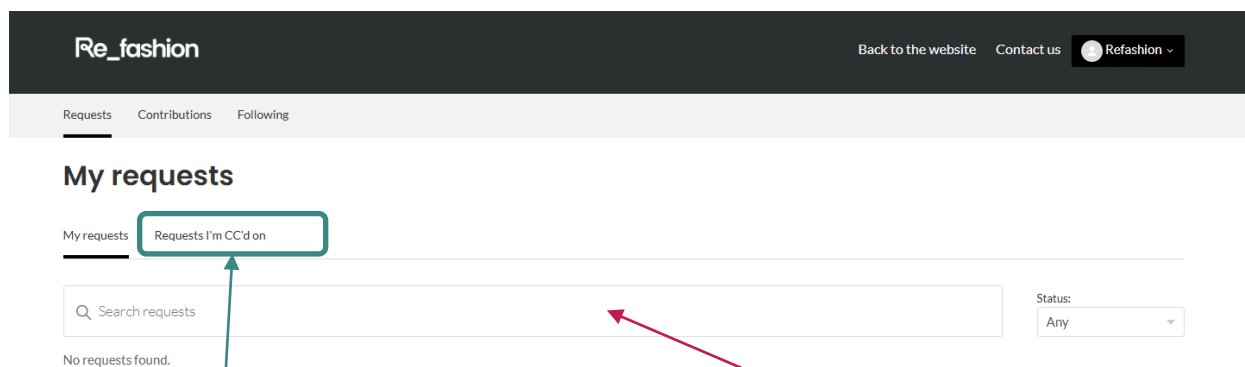 Re_fashion
Back to the website Contact us Refashion
Requests Contributions Following
My requests
My requests Requests I'm CC'd on
Search requests
Status:
Any
No requests found.